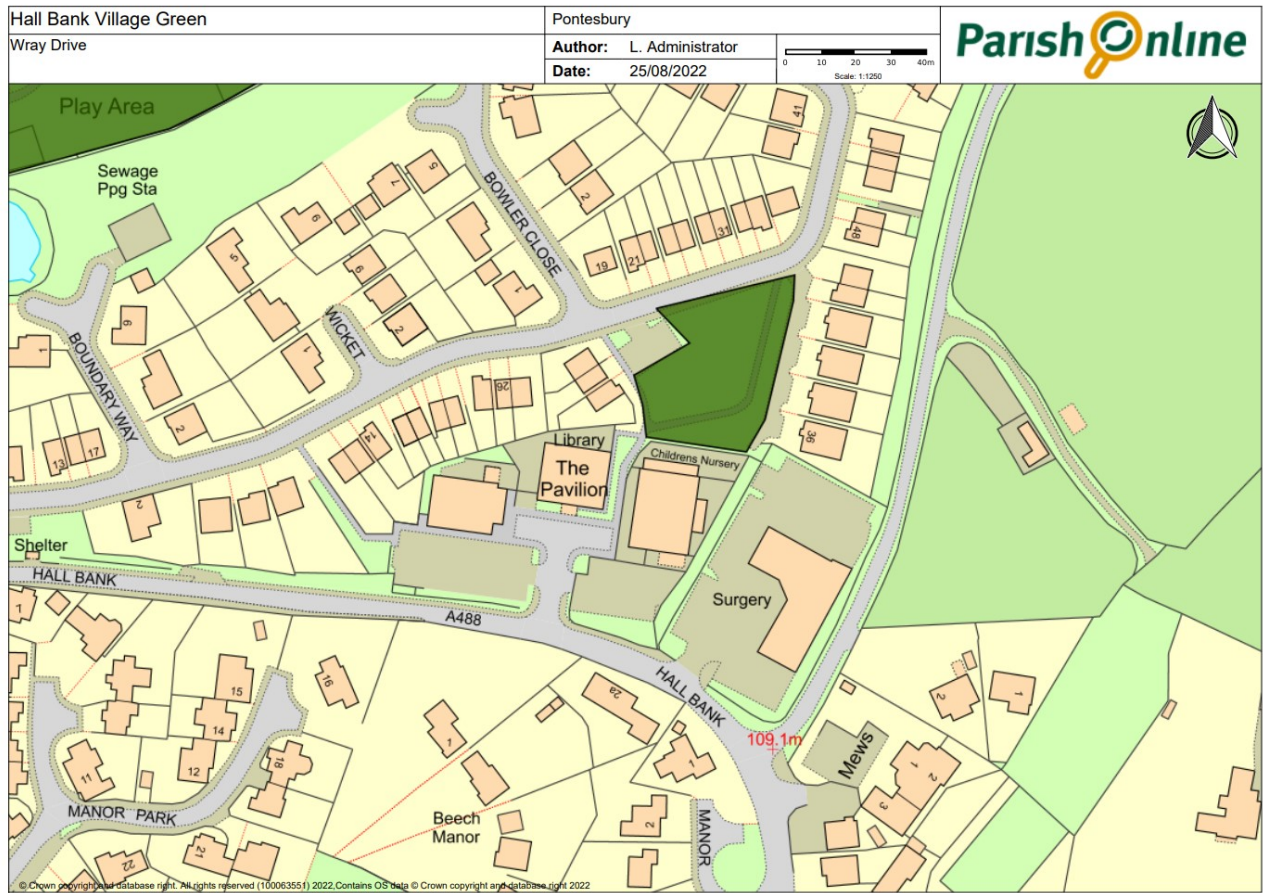 Hall Bank Village Green
Wray Drive
Pontesbury
Author: L. Administrator
Date: 25/08/2022
0 10 20 30 40m
Scale: 1:1250
Parish Online
Play Area
Sewage
Ppg Sta
41
5
7
BOWLER CLOSE
2
6
48
31
5
6
21
19
1
WICKET
2
6
1
BOUNDARY WAY
1
2
26
36
14
Library
The
Pavilion
Childrens Nursery
13
17
2
Shelter
HALL BANK
A488
Surgery
1
HALL BANK
15
16
2a
2
1
14
1
109.1m
Mews
1
12
18
11
1
2
3
MANOR PARK
Beech
Manor
2
MANOR
21
22
© Crown copyright and database right. All rights reserved (100063551) 2022,Contains OS data © Crown copyright and database right 2022